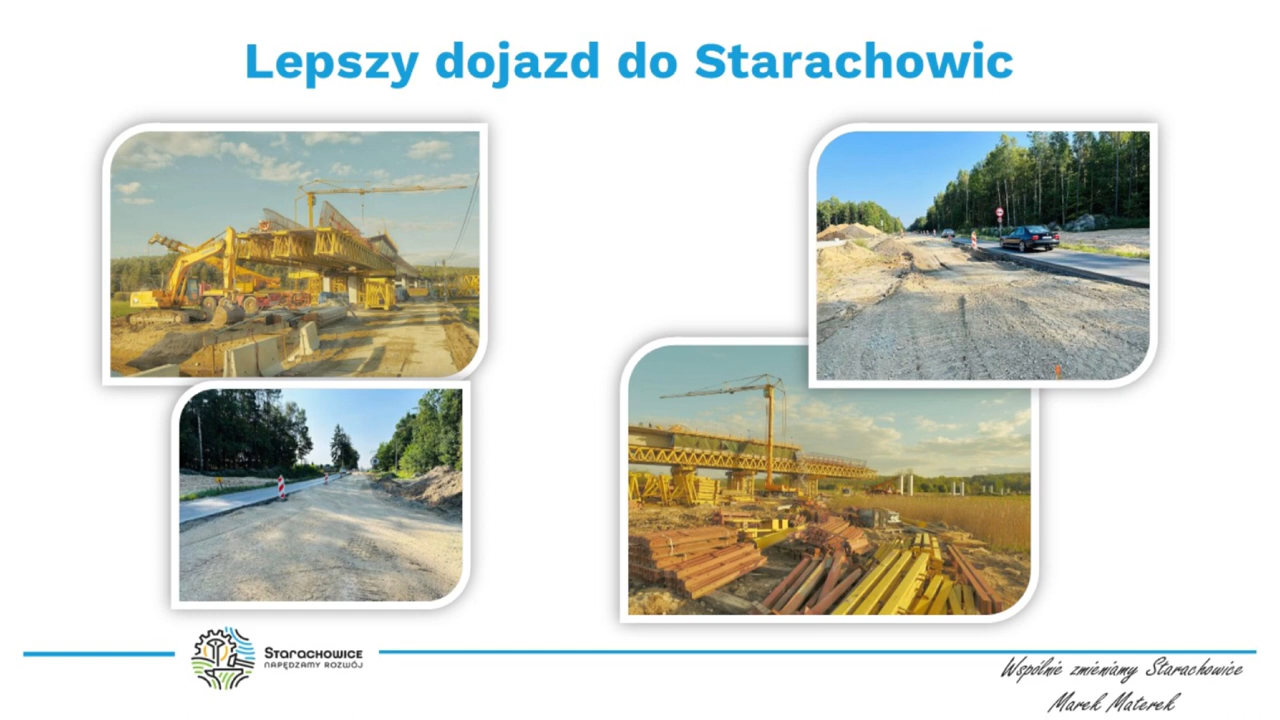 Lepszy dojazd do Starachowic
Starachowice
NAPĘDZAMY ROZWÓJ
Wspólnie zmieniamy Starachowice
Marek Materek